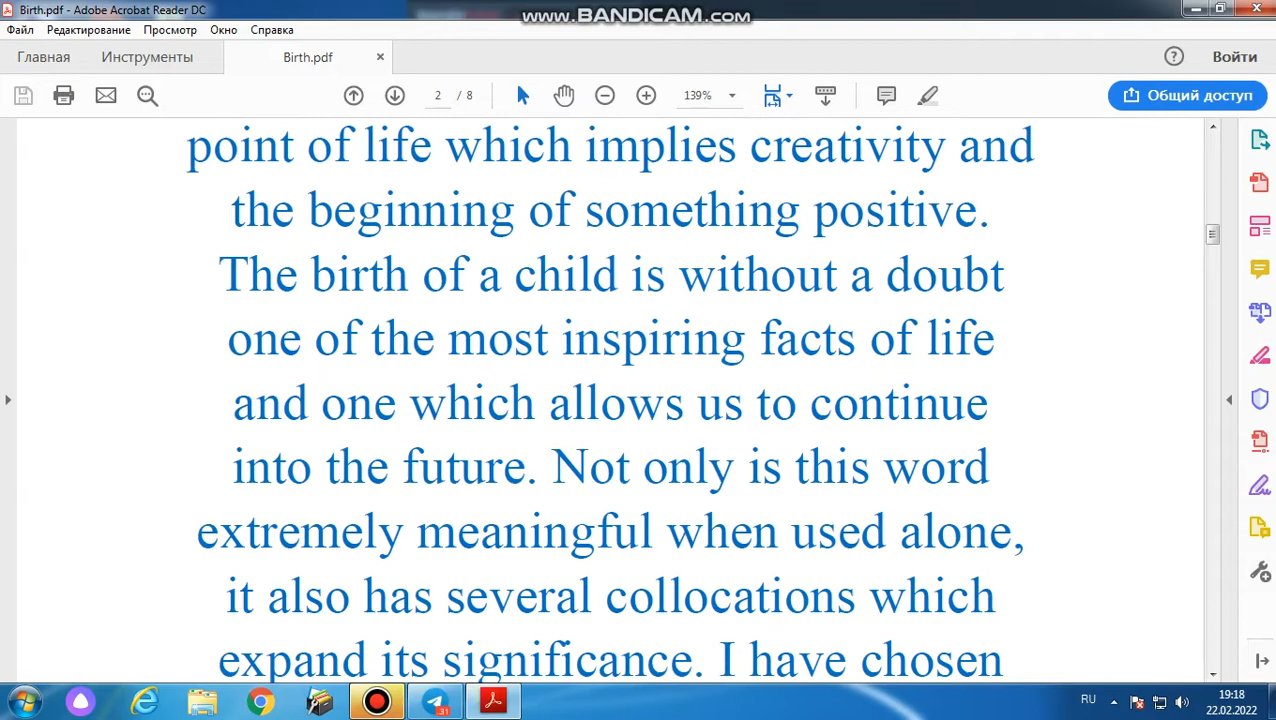 Birth.pdf - Adobe Acrobat Reader DC
www.BANDICAM.com
Файл Редактирование Просмотр Окно Справка
Главная Инструменты Birth.pdf × Войти
2 / 8 139% Общий доступ
point of life which implies creativity and
the beginning of something positive.
The birth of a child is without a doubt
one of the most inspiring facts of life
and one which allows us to continue
into the future. Not only is this word
extremely meaningful when used alone,
it also has several collocations which
expand its significance. I have chosen
31 RU 19:18
22.02.2022